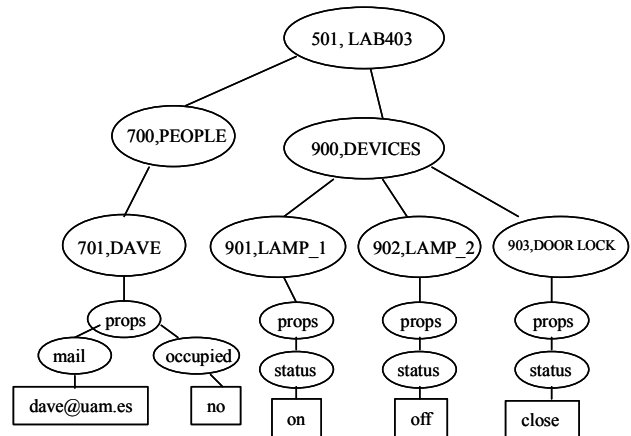 501, LAB403
700,PEOPLE
900,DEVICES
701,DAVE
901,LAMP_1
902,LAMP_2
903,DOOR LOCK
props
props
props
props
mail
occupied
status
status
status
dave@uam.es
no
on
off
close